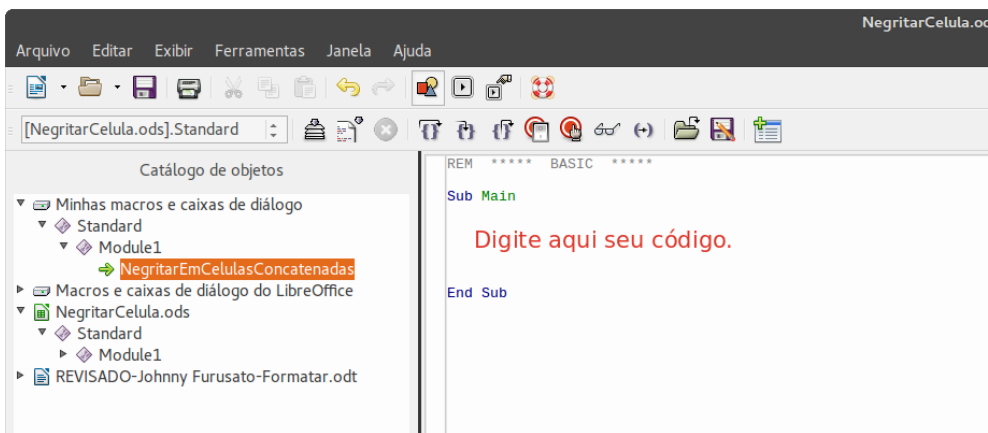 NegritarCelula.od
Arquivo Editar Exibir Ferramentas Janela Ajuda
[NegritarCelula.ods].Standard
Catálogo de objetos
Minhas macros e caixas de diálogo
Standard
Module1
NegritarEmCelulasConcatenadas
Macros e caixas de diálogo do LibreOffice
NegritarCelula.ods
Standard
Module1
REVISADO-Johnny Furusato-Formatar.odt
REM ***** BASIC *****
Sub Main
Digite aqui seu código.
End Sub